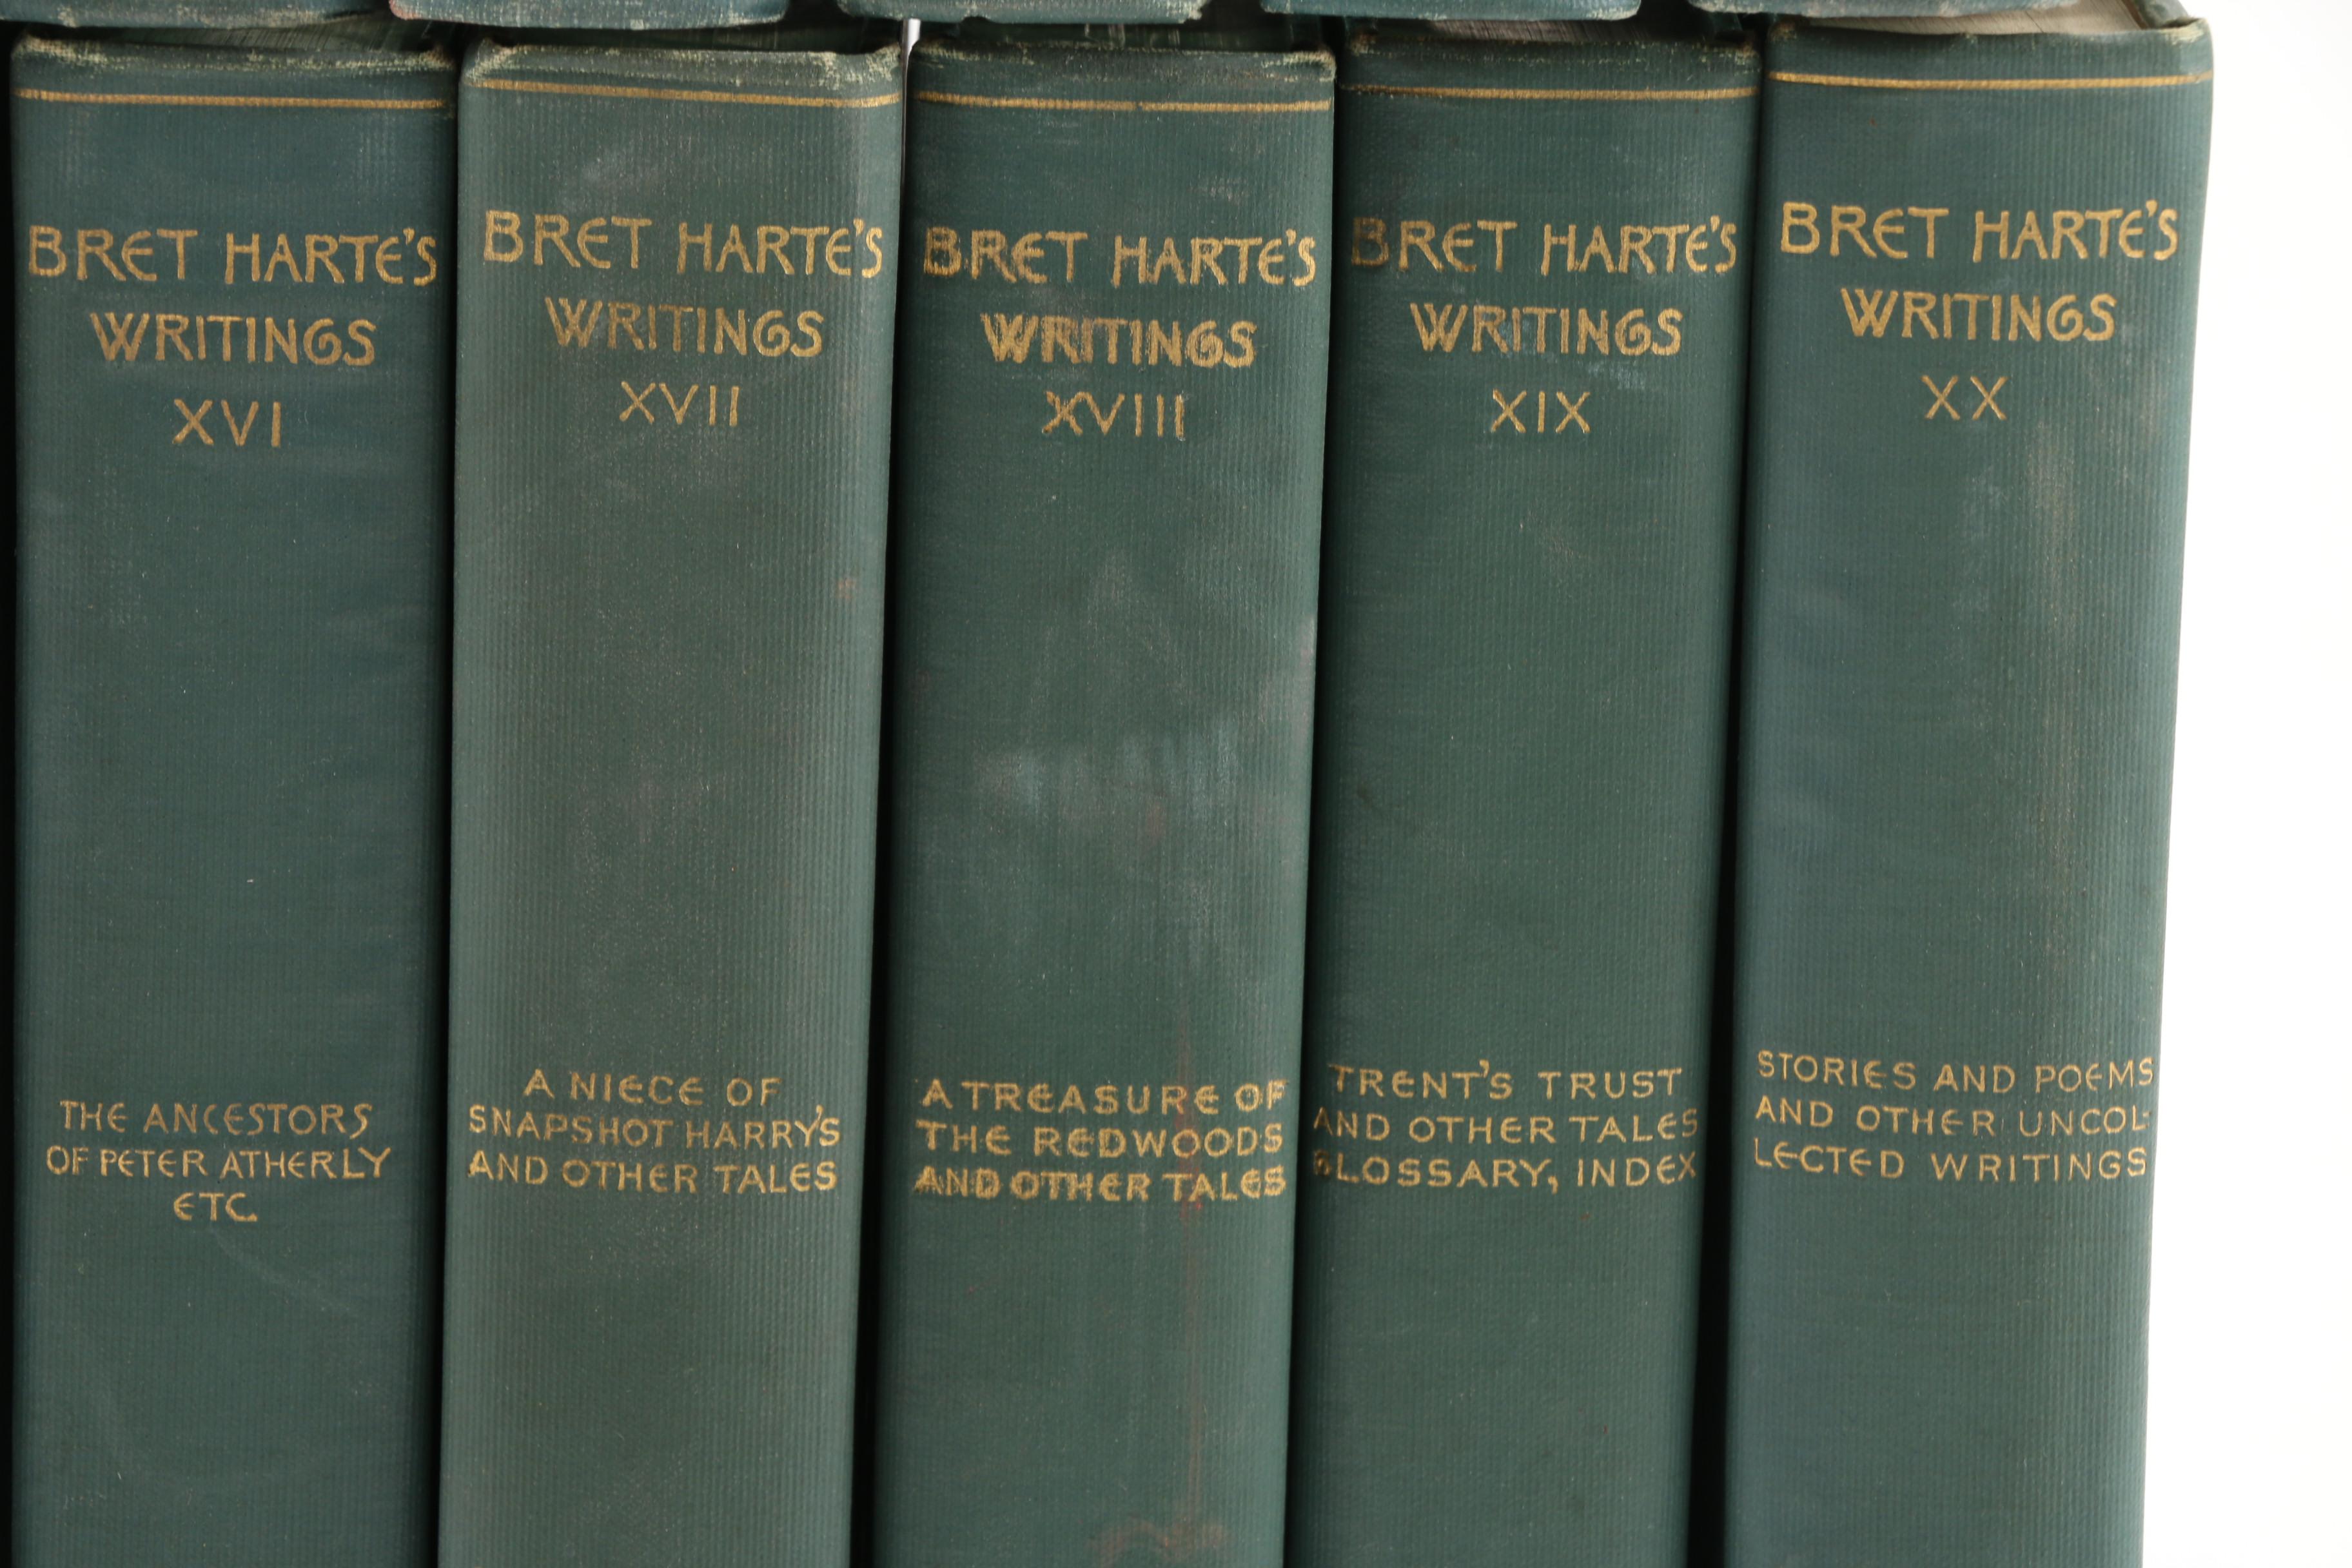 BRET HARTE'S
WRITINGS
XVI
THE ANCESTORS
OF PETER ATHERLY
ETC.
BRET HARTE'S
WRITINGS
XVII
A NIECE OF
SNAPSHOT HARRY'S
AND OTHER TALES
BRET HARTE'S
WRITINGS
XVIII
A TREASURE OF
THE REDWOODS
AND OTHER TALES
BRET HARTE'S
WRITINGS
XIX
TRENT'S TRUST
AND OTHER TALES
GLOSSARY, INDEX
BRET HARTE'S
WRITINGS
XX
STORIES AND POEMS
AND OTHER UNCOL-
LECTED WRITINGS